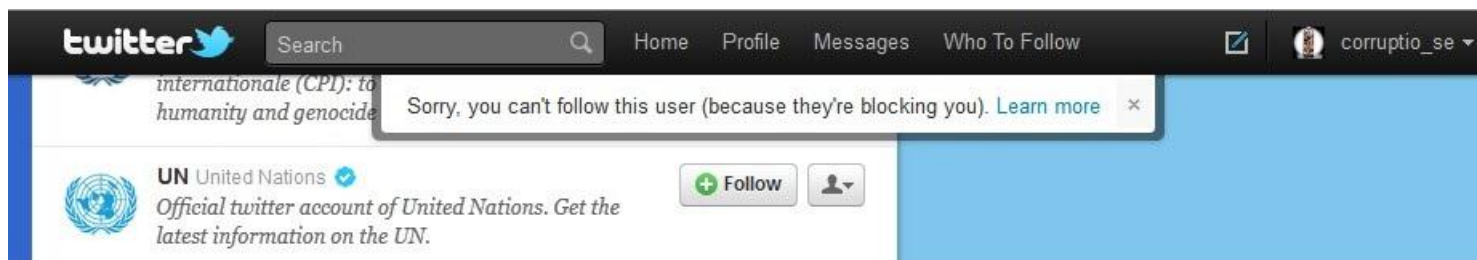 twitter Search Home Profile Messages Who To Follow corruptio_se
internationale (CPI): to
humanity and genocide
Sorry, you can't follow this user (because they're blocking you). Learn more ×
UN United Nations
Follow
Official twitter account of United Nations. Get the
latest information on the UN.